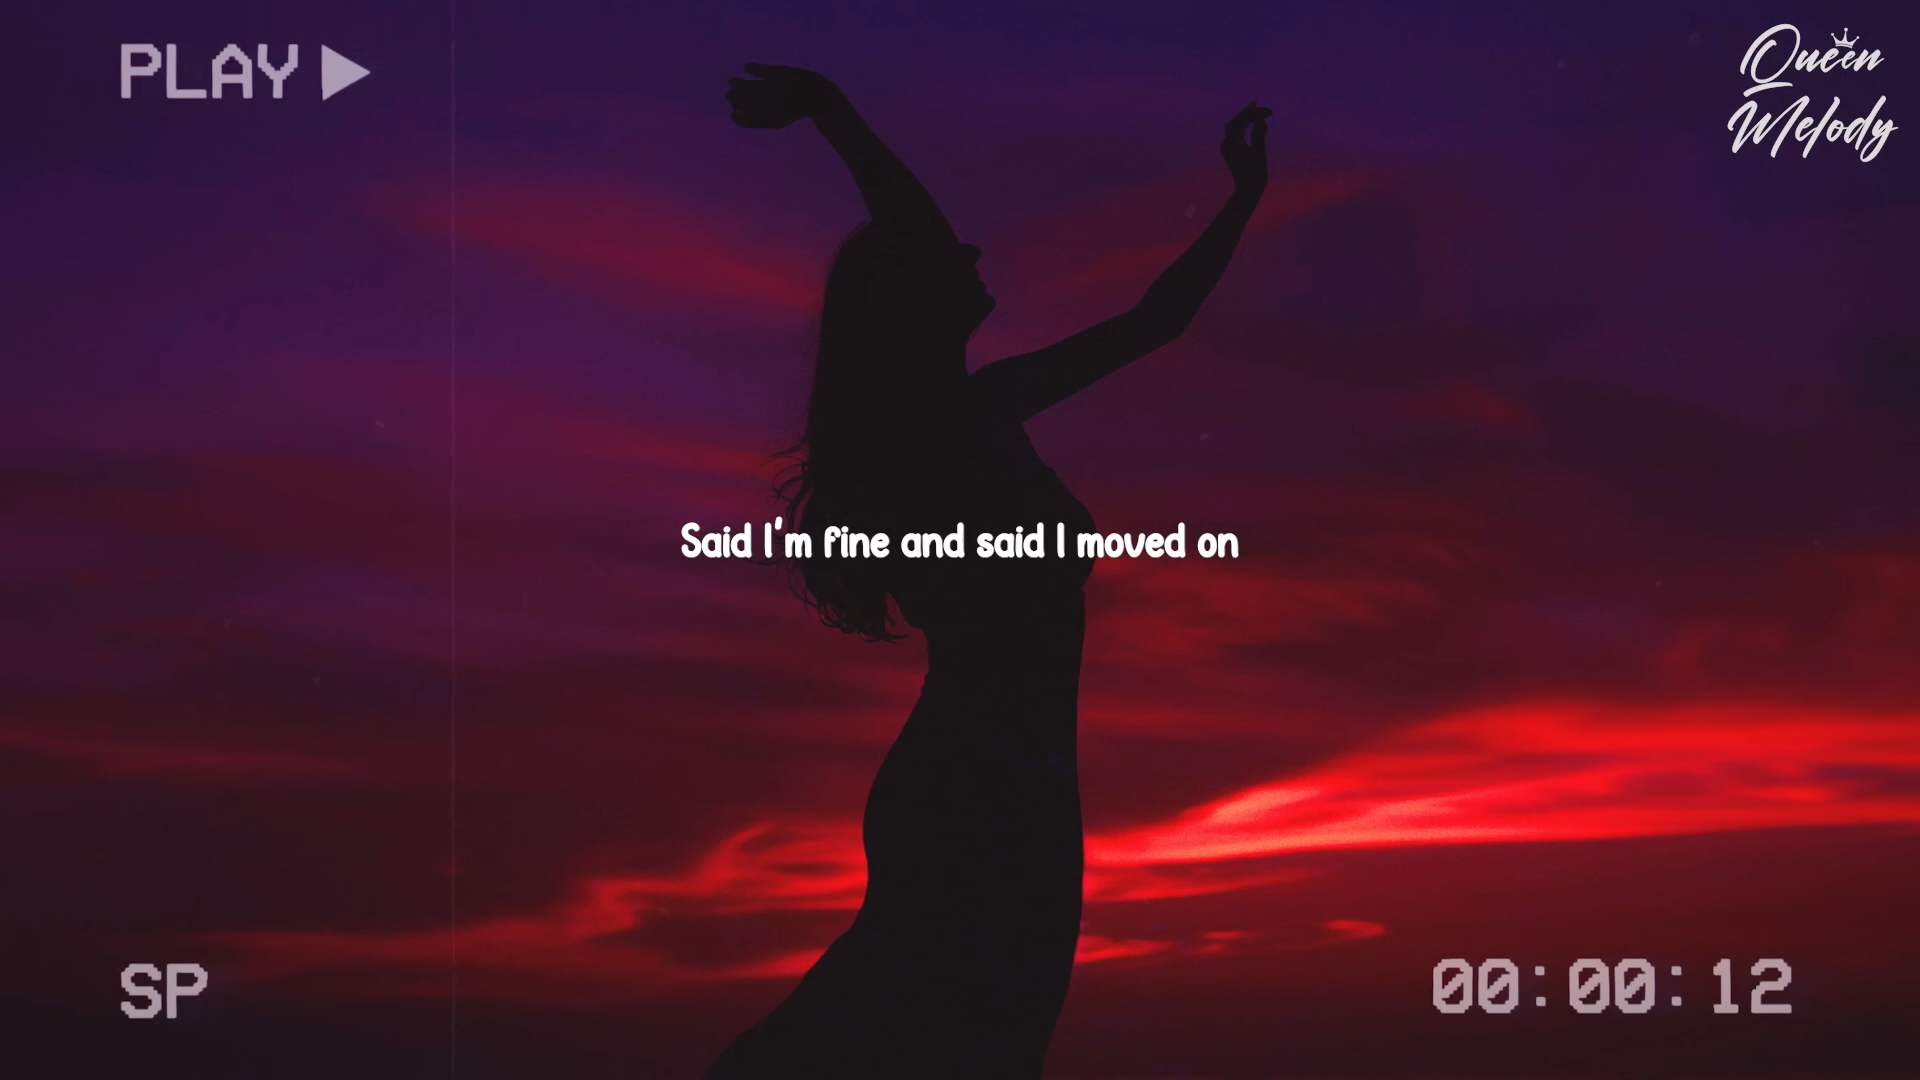 PLAY
Queen
Melody
Said I'm fine and said I moved on
SP
00:00:12